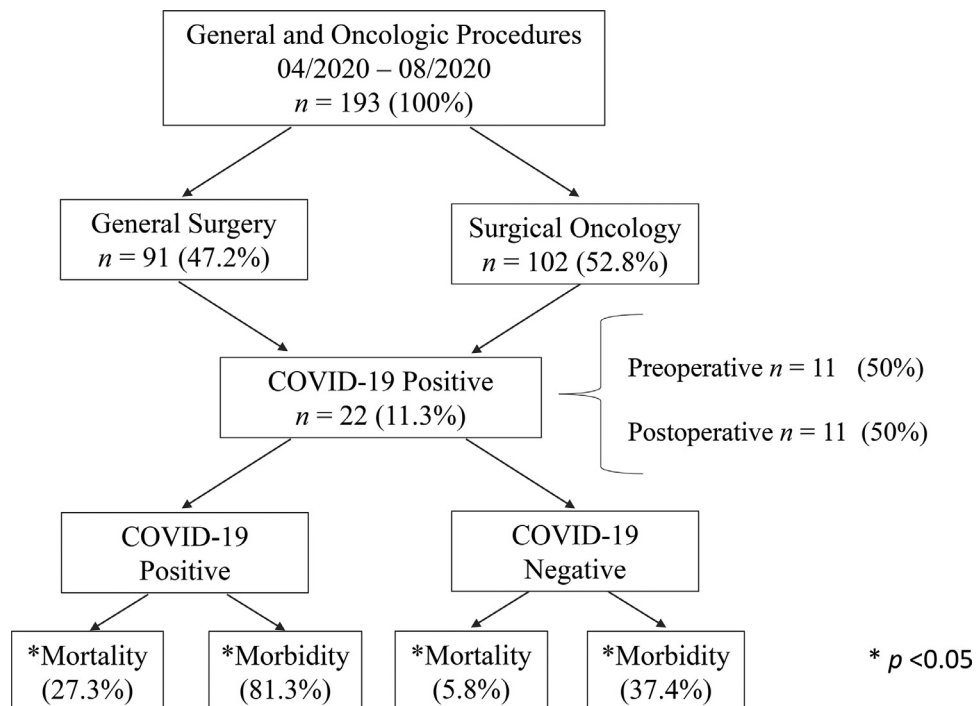 General and Oncologic Procedures
04/2020 – 08/2020
n = 193 (100%)
General Surgery
n = 91 (47.2%)
Surgical Oncology
n = 102 (52.8%)
COVID-19 Positive
n = 22 (11.3%)
Preoperative n = 11 (50%)
Postoperative n = 11 (50%)
COVID-19
Positive
COVID-19
Negative
*Mortality
(27.3%)
*Morbidity
(81.3%)
*Mortality
(5.8%)
*Morbidity
(37.4%)
* p <0.05